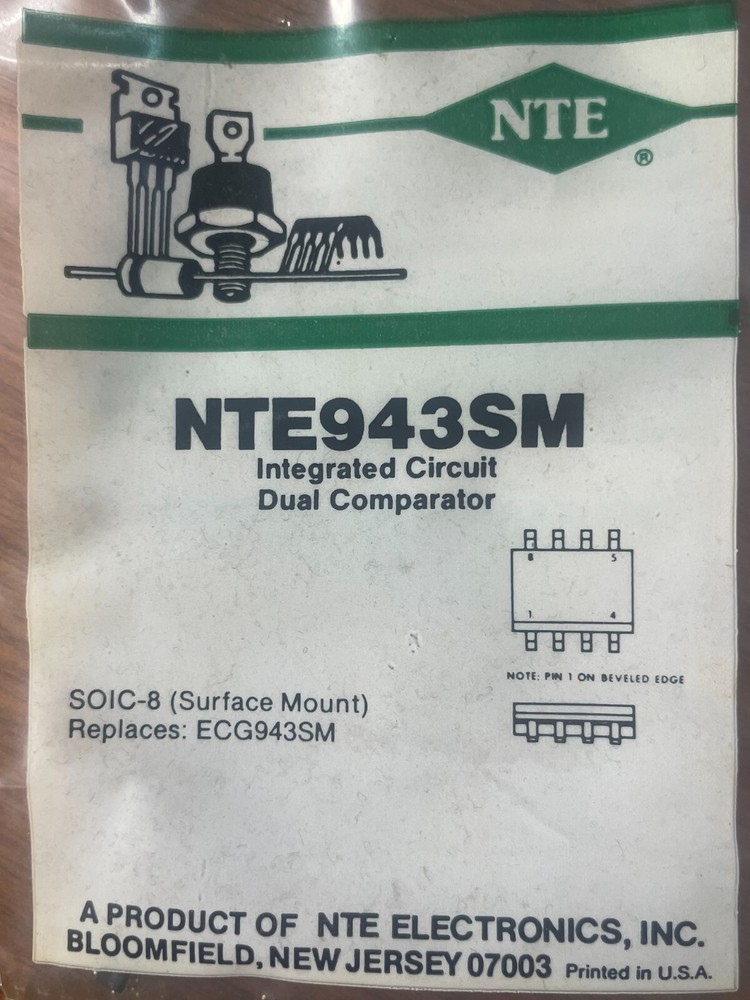 NTE
®
NTE943SM
Integrated Circuit
Dual Comparator
8 5
1 4
NOTE: PIN 1 ON BEVELED EDGE
SOIC-8 (Surface Mount)
Replaces: ECG943SM
A PRODUCT OF NTE ELECTRONICS, INC.
BLOOMFIELD, NEW JERSEY 07003 Printed in U.S.A.